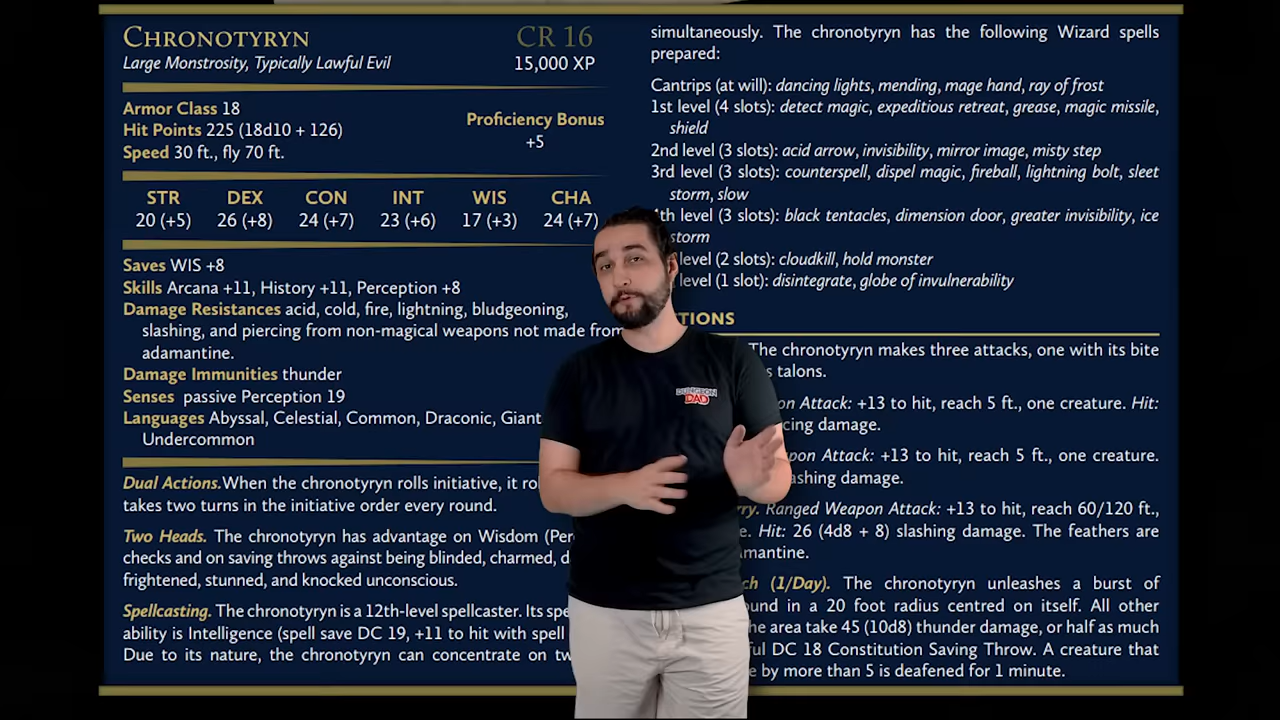 CHRONOTYRYN
CR 16
Large Monstrosity, Typically Lawful Evil
15,000 XP
Armor Class 18
Hit Points 225 (18d10 + 126)
Speed 30 ft., fly 70 ft.
Proficiency Bonus
+5
STR DEX CON INT WIS CHA
20 (+5) 26 (+8) 24 (+7) 23 (+6) 17 (+3) 24 (+7)
Saves WIS +8
Skills Arcana +11, History +11, Perception +8
Damage Resistances acid, cold, fire, lightning, bludgeoning,
slashing, and piercing from non-magical weapons not made from
adamantine.
Damage Immunities thunder
Senses passive Perception 19
Languages Abyssal, Celestial, Common, Draconic, Giant
Undercommon
Dual Actions. When the chronotyryn rolls initiative, it
takes two turns in the initiative order every round.
Two Heads. The chronotyryn has advantage on Wisdom
checks and on saving throws against being blinded, charmed,
frightened, stunned, and knocked unconscious.
Spellcasting. The chronotyryn is a 12th-level spellcaster. Its
ability is Intelligence (spell save DC 19, +11 to hit with spell
Due to its nature, the chronotyryn can concentrate on
simultaneously. The chronotyryn has the following Wizard spells
prepared:
Cantrips (at will): dancing lights, mending, mage hand, ray of frost
1st level (4 slots): detect magic, expeditious retreat, grease, magic missile,
shield
2nd level (3 slots): acid arrow, invisibility, mirror image, misty step
3rd level (3 slots): counterspell, dispel magic, fireball, lightning bolt, sleet
storm, slow
4th level (3 slots): black tentacles, dimension door, greater invisibility, ice
storm
level (2 slots): cloudkill, hold monster
level (1 slot): disintegrate, globe of invulnerability
The chronotyryn makes three attacks, one with its bite
talons.
Attack: +13 to hit, reach 5 ft., one creature. Hit:
damage.
Attack: +13 to hit, reach 5 ft., one creature.
damage.
Ranged Weapon Attack: +13 to hit, reach 60/120 ft.,
Hit: 26 (4d8 + 8) slashing damage. The feathers are
(1/Day). The chronotyryn unleashes a burst of
in a 20 foot radius centred on itself. All other
area take 45 (10d8) thunder damage, or half as much
DC 18 Constitution Saving Throw. A creature that
by more than 5 is deafened for 1 minute.
DUNGEON
DAD